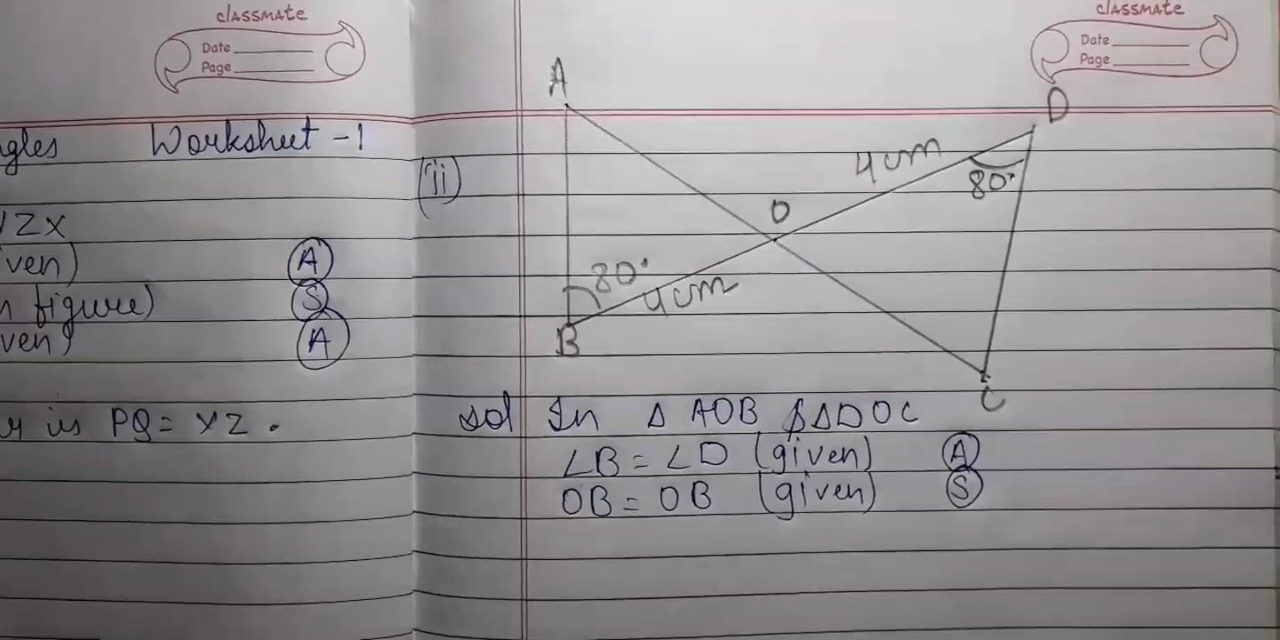 classmate
Date
Page
gles Worksheet -1
YZX
ven) A
n figure) S
ven) A
y is PQ = YZ.
classmate
Date
Page
A
D
(ii)
4cm
80°
O
80°
4cm
B
C
Sol In Δ AOB & Δ DOC
∠B = ∠D (given) A
OB = OB (given) S